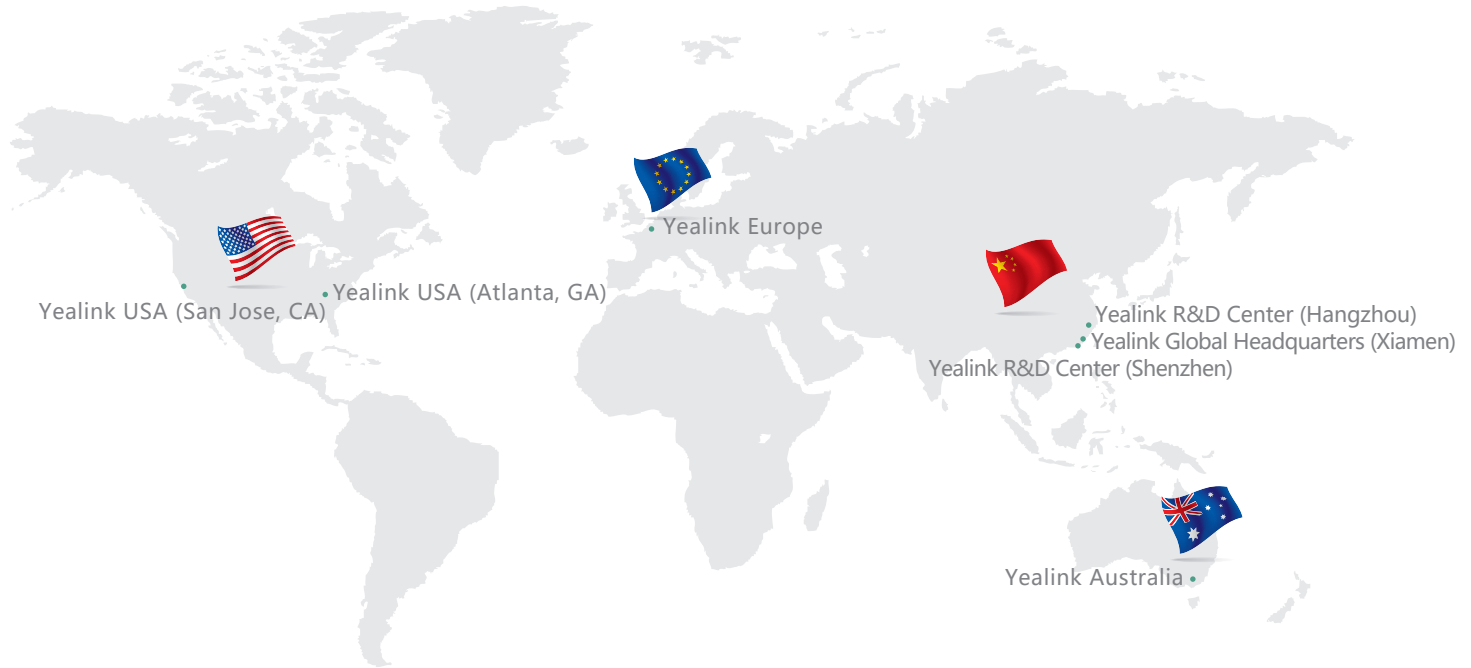 Yealink Europe
Yealink USA (Atlanta, GA)
Yealink USA (San Jose, CA)
Yealink R&D Center (Hangzhou)
Yealink Global Headquarters (Xiamen)
Yealink R&D Center (Shenzhen)
Yealink Australia